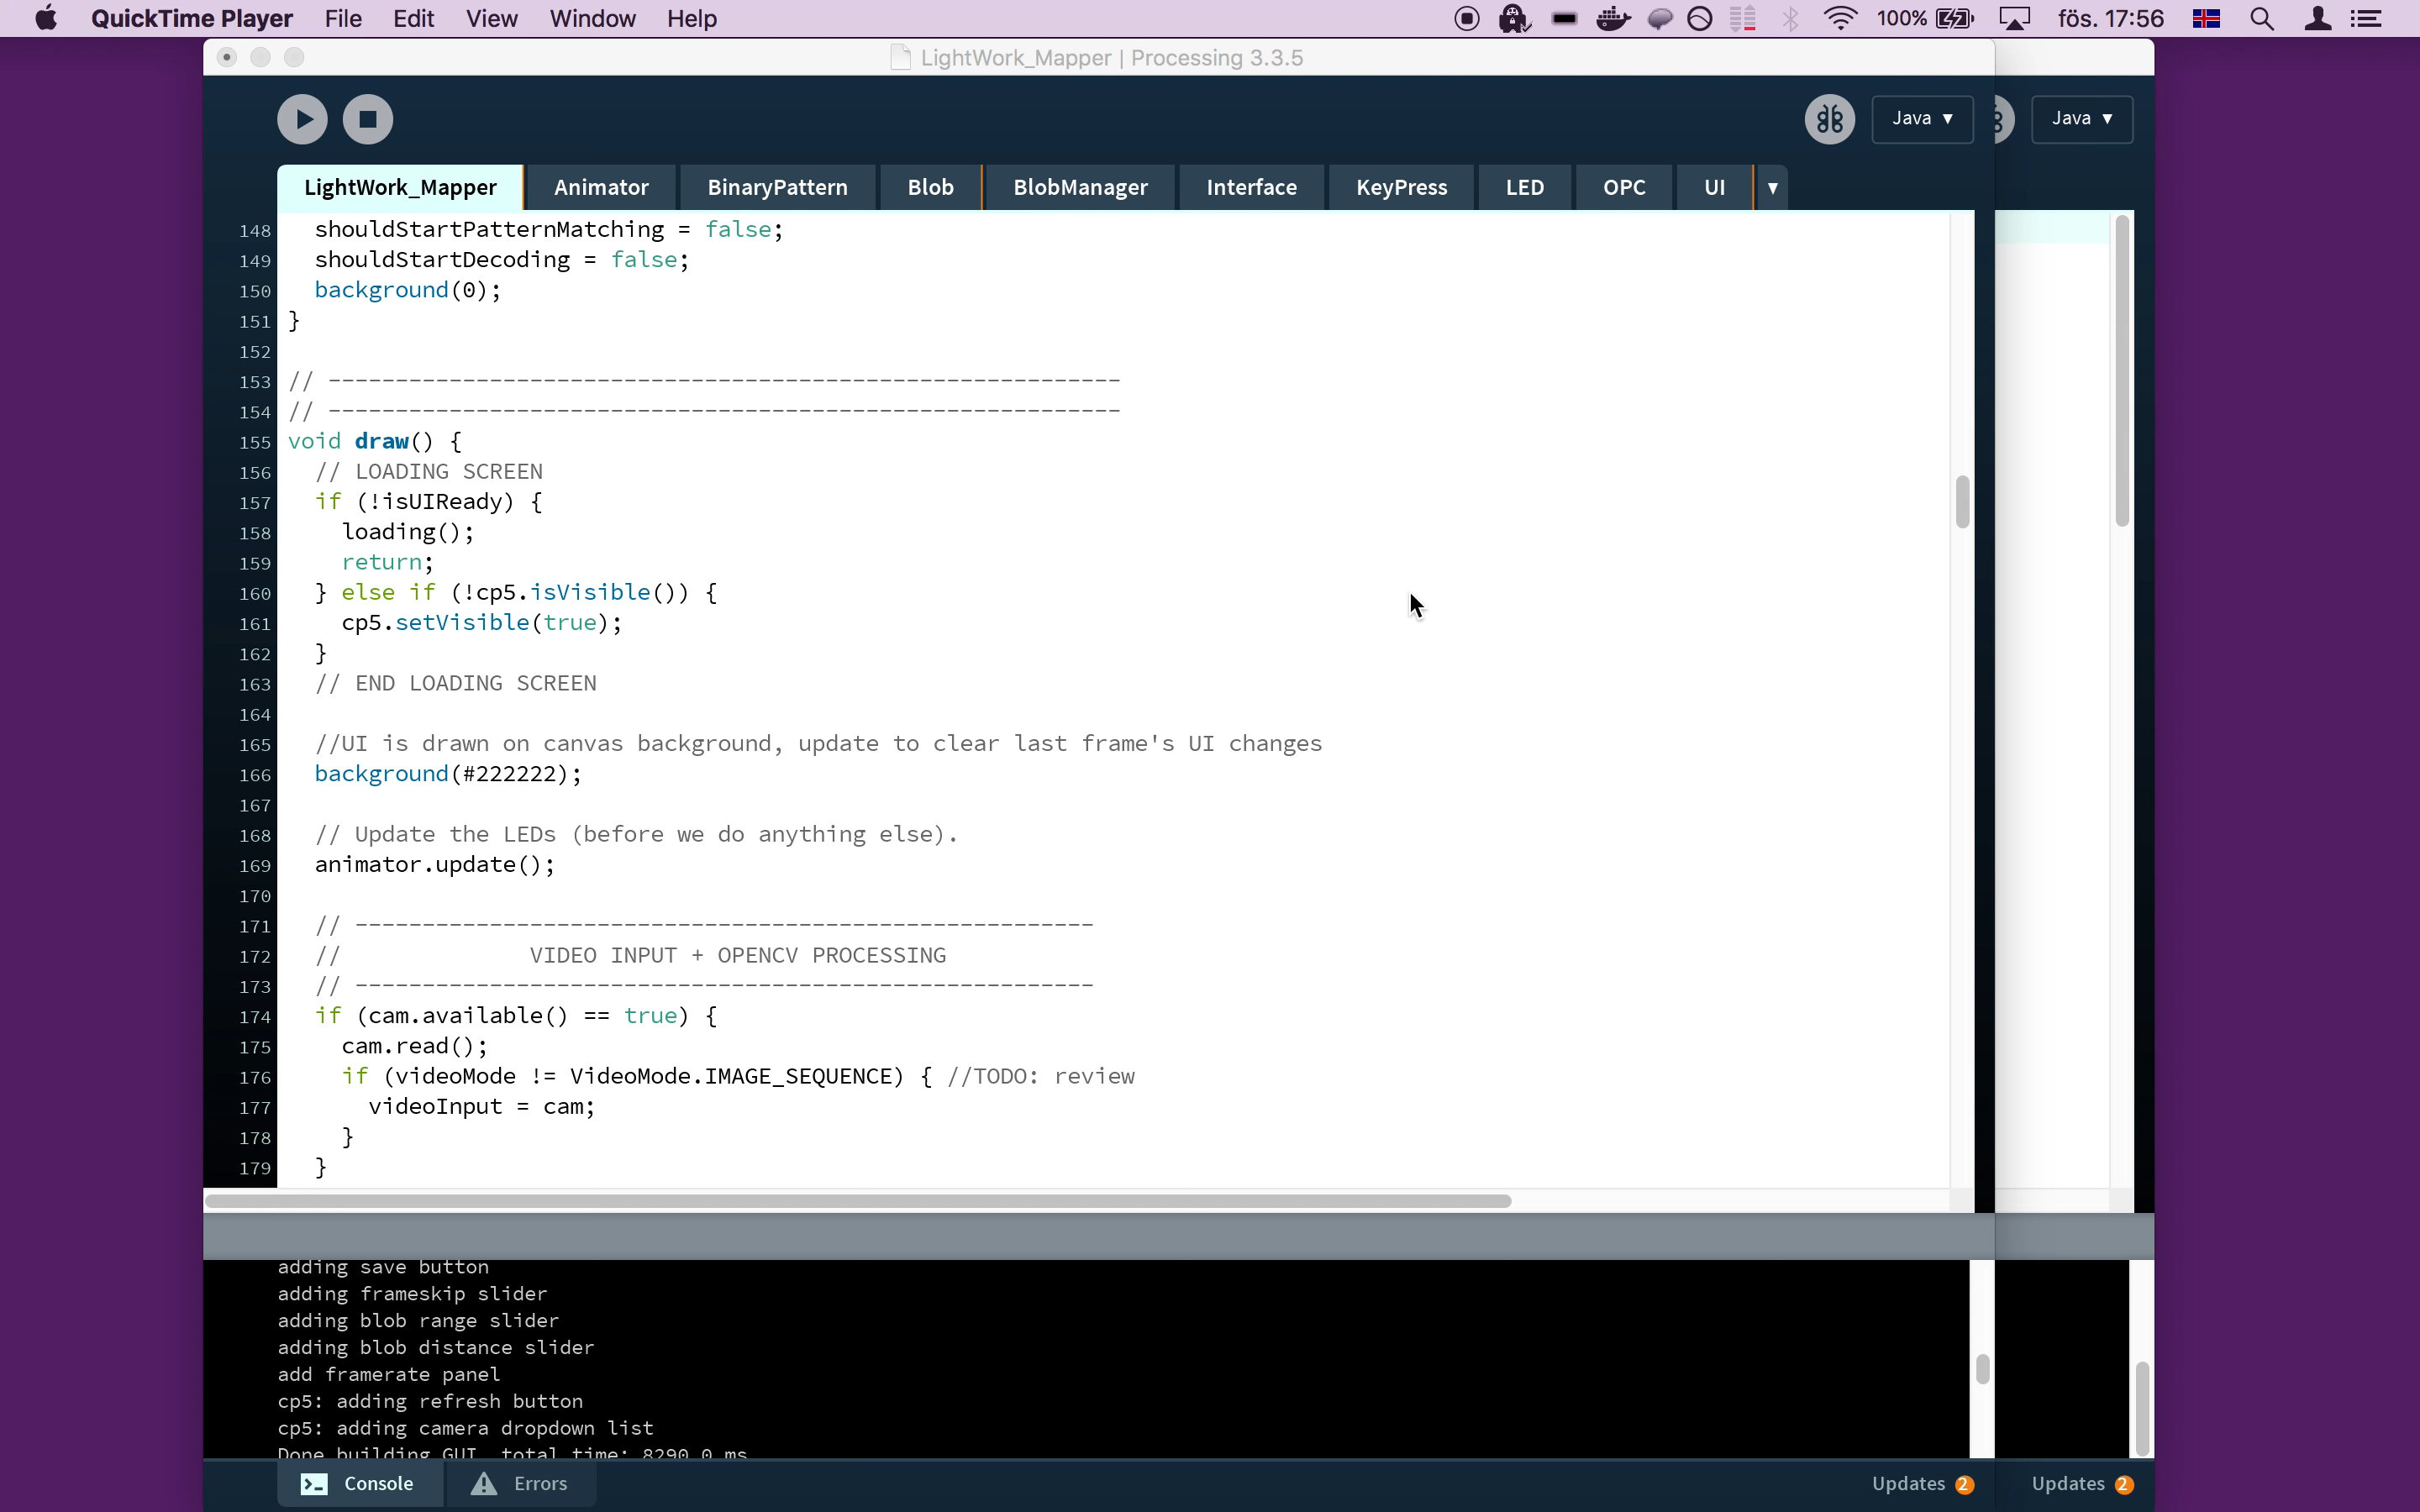 QuickTime Player File Edit View Window Help 100% fös. 17:56
LightWork_Mapper | Processing 3.3.5
Java ▼ Java ▼
LightWork_Mapper Animator BinaryPattern Blob BlobManager Interface KeyPress LED OPC UI ▼
148 shouldStartPatternMatching = false;
149 shouldStartDecoding = false;
150 background(0);
151 }
152
153 // -----------------------------------------------------------
154 // -----------------------------------------------------------
155 void draw() {
156 // LOADING SCREEN
157 if (!isUIReady) {
158 loading();
159 return;
160 } else if (!cp5.isVisible()) {
161 cp5.setVisible(true);
162 }
163 // END LOADING SCREEN
164
165 //UI is drawn on canvas background, update to clear last frame's UI changes
166 background(#222222);
167
168 // Update the LEDs (before we do anything else).
169 animator.update();
170
171 // -------------------------------------------------------
172 // VIDEO INPUT + OPENCV PROCESSING
173 // -------------------------------------------------------
174 if (cam.available() == true) {
175 cam.read();
176 if (videoMode != VideoMode.IMAGE_SEQUENCE) { //TODO: review
177 videoInput = cam;
178 }
179 }
adding save button
adding frameskip slider
adding blob range slider
adding blob distance slider
add framerate panel
cp5: adding refresh button
cp5: adding camera dropdown list
Done building GUI, total time: 8290.0 ms
Console Errors Updates 2 Updates 2